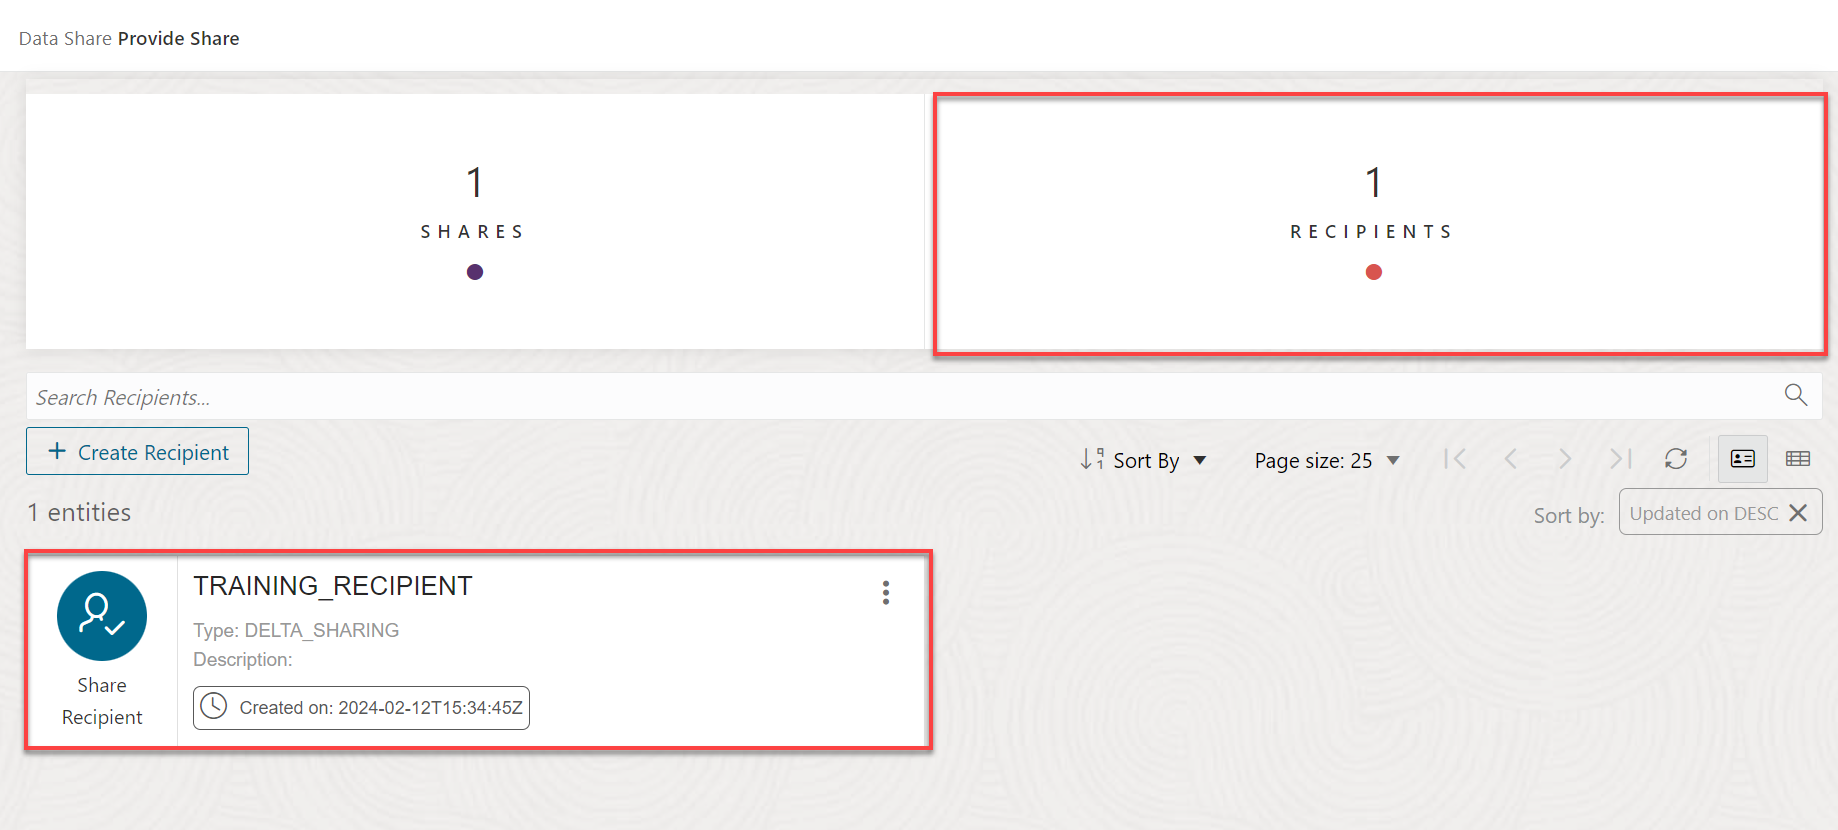 Data Share Provide Share
1
SHARES
1
RECIPIENTS
Search Recipients...
+ Create Recipient
Sort By
Page size: 25
1 entities
Sort by: Updated on DESC
TRAINING_RECIPIENT
Type: DELTA_SHARING
Description:
Created on: 2024-02-12T15:34:45Z
Share
Recipient